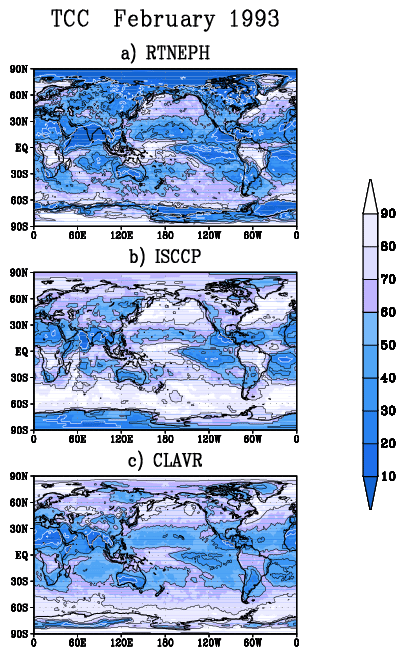 TCC February 1993
a) RTNEPH
90N
60N
30N
EQ
30S
60S
90S
0 60E 120E 180 120W 60W 0
b) ISCCP
90N
60N
30N
EQ
30S
60S
90S
0 60E 120E 180 120W 60W 0
c) CLAVR
90N
60N
30N
EQ
30S
60S
90S
0 60E 120E 180 120W 60W 0
90
80
70
60
50
40
30
20
10